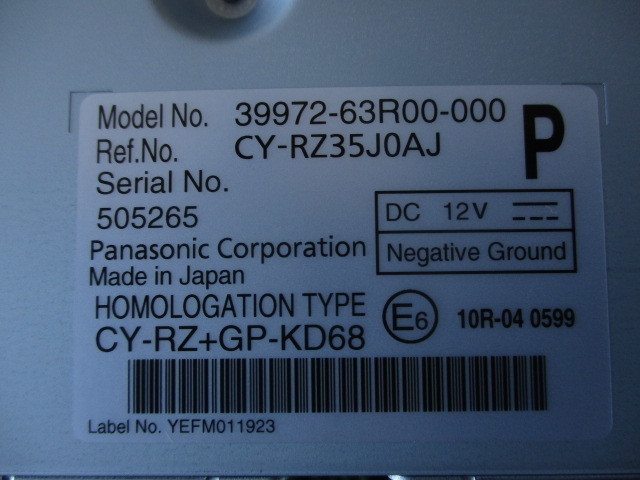 Model No. 39972-63R00-000
Ref.No. CY-RZ35J0AJ
P
Serial No.
505265
DC 12V
Panasonic Corporation
Negative Ground
Made in Japan
HOMOLOGATION TYPE
E6
10R-04 0599
CY-RZ+GP-KD68
Label No. YEFM011923